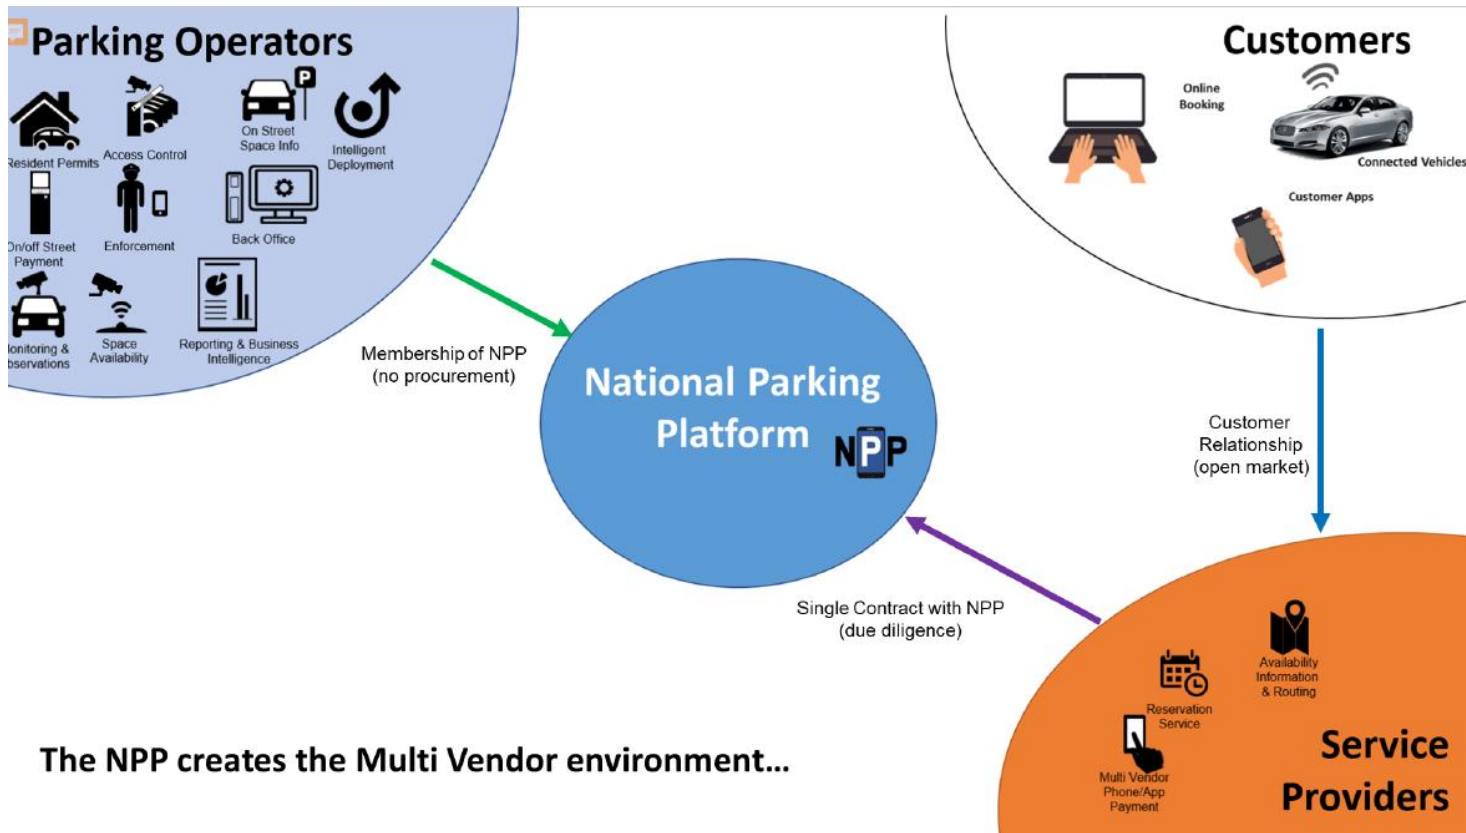 Parking Operators
Resident Permits
Access Control
P
On Street
Space Info
Intelligent
Deployment
On/off Street
Payment
Enforcement
Back Office
Monitoring &
Observations
Space
Availability
Reporting & Business
Intelligence
Customers
Online
Booking
Connected Vehicles
Customer Apps
Membership of NPP
(no procurement)
National Parking
Platform
NPP
Customer
Relationship
(open market)
Single Contract with NPP
(due diligence)
Availability
Information
& Routing
Reservation
Service
Multi Vendor
Phone/App
Payment
Service
Providers
The NPP creates the Multi Vendor environment...